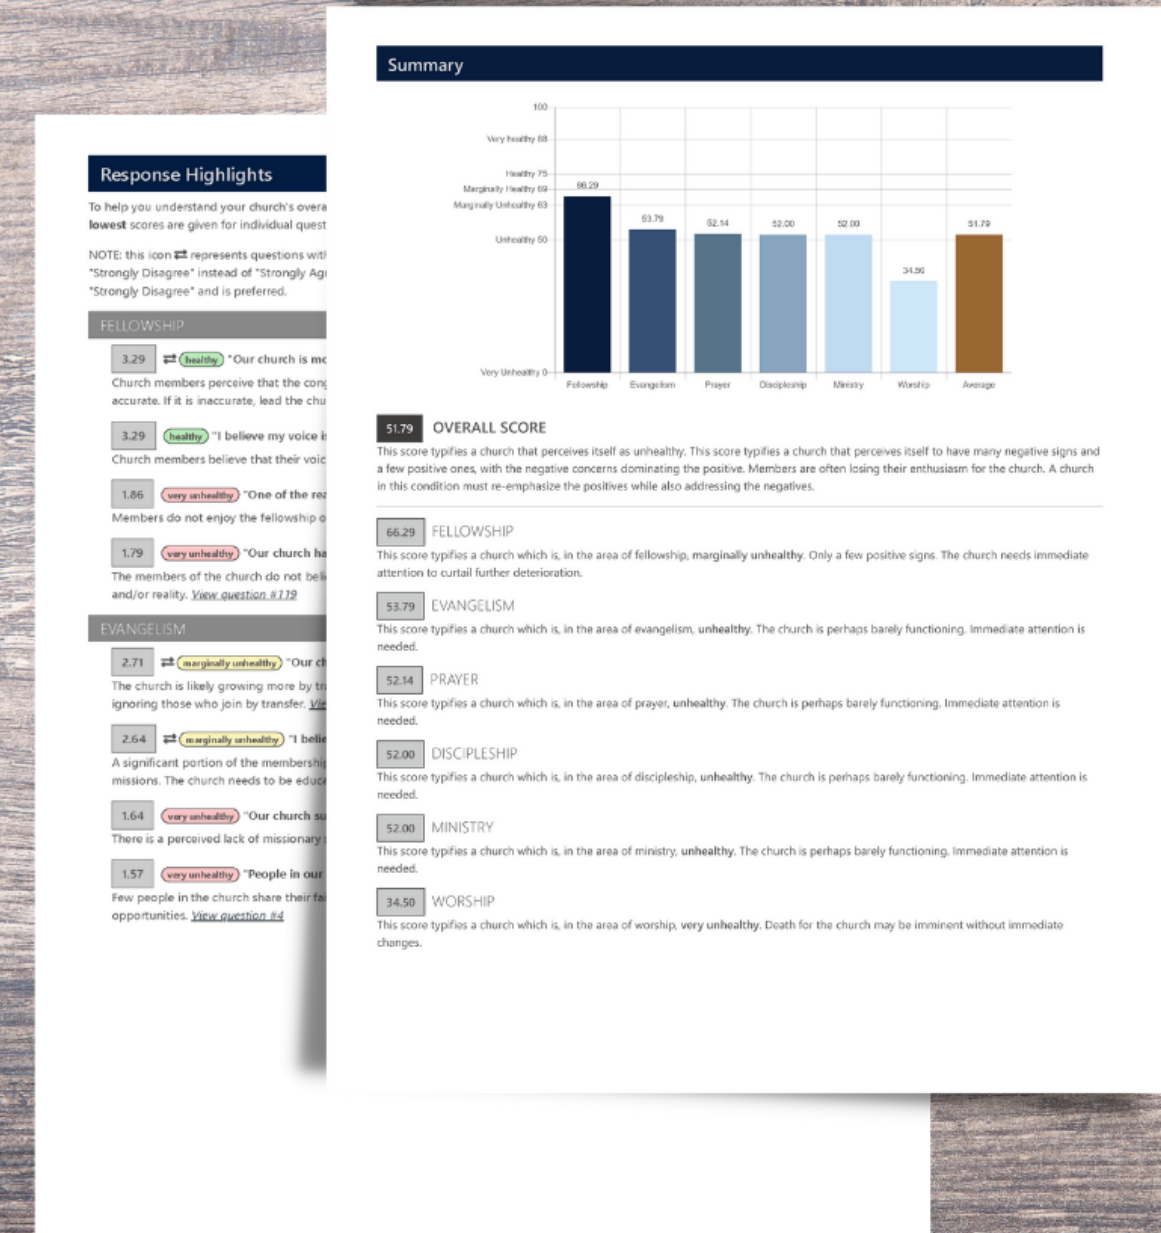 Summary
100
Very healthy 88
Healthy 75
Marginally Healthy 69
Marginally Unhealthy 63
Unhealthy 50
Very Unhealthy 0
66.29
53.79
52.14
52.00
52.00
34.50
51.79
Fellowship Evangelism Prayer Discipleship Ministry Worship Average
51.79 OVERALL SCORE
This score typifies a church that perceives itself as unhealthy. This score typifies a church that perceives itself to have many negative signs and
a few positive ones, with the negative concerns dominating the positive. Members are often losing their enthusiasm for the church. A church
in this condition must re-emphasize the positives while also addressing the negatives.
66.29 FELLOWSHIP
This score typifies a church which is, in the area of fellowship, marginally unhealthy. Only a few positive signs. The church needs immediate
attention to curtail further deterioration.
53.79 EVANGELISM
This score typifies a church which is, in the area of evangelism, unhealthy. The church is perhaps barely functioning. Immediate attention is
needed.
52.14 PRAYER
This score typifies a church which is, in the area of prayer, unhealthy. The church is perhaps barely functioning. Immediate attention is
needed.
52.00 DISCIPLESHIP
This score typifies a church which is, in the area of discipleship, unhealthy. The church is perhaps barely functioning. Immediate attention is
needed.
52.00 MINISTRY
This score typifies a church which is, in the area of ministry, unhealthy. The church is perhaps barely functioning. Immediate attention is
needed.
34.50 WORSHIP
This score typifies a church which is, in the area of worship, very unhealthy. Death for the church may be imminent without immediate
changes.
Response Highlights
To help you understand your church's overa
lowest scores are given for individual quest
NOTE: this icon ⇄ represents questions with
"Strongly Disagree" instead of "Strongly Agr
"Strongly Disagree" and is preferred.
FELLOWSHIP
3.29 ⇄ healthy "Our church is mo
Church members perceive that the cong
accurate. If it is inaccurate, lead the chu
3.29 healthy "I believe my voice is
Church members believe that their voic
1.86 very unhealthy "One of the rea
Members do not enjoy the fellowship o
1.79 very unhealthy "Our church ha
The members of the church do not beli
and/or reality. View question #119
EVANGELISM
2.71 ⇄ marginally unhealthy "Our ch
The church is likely growing more by tra
ignoring those who join by transfer. Vie
2.64 ⇄ marginally unhealthy "I belie
A significant portion of the membership
missions. The church needs to be educa
1.64 very unhealthy "Our church su
There is a perceived lack of missionary
1.57 very unhealthy "People in our
Few people in the church share their fai
opportunities. View question #4